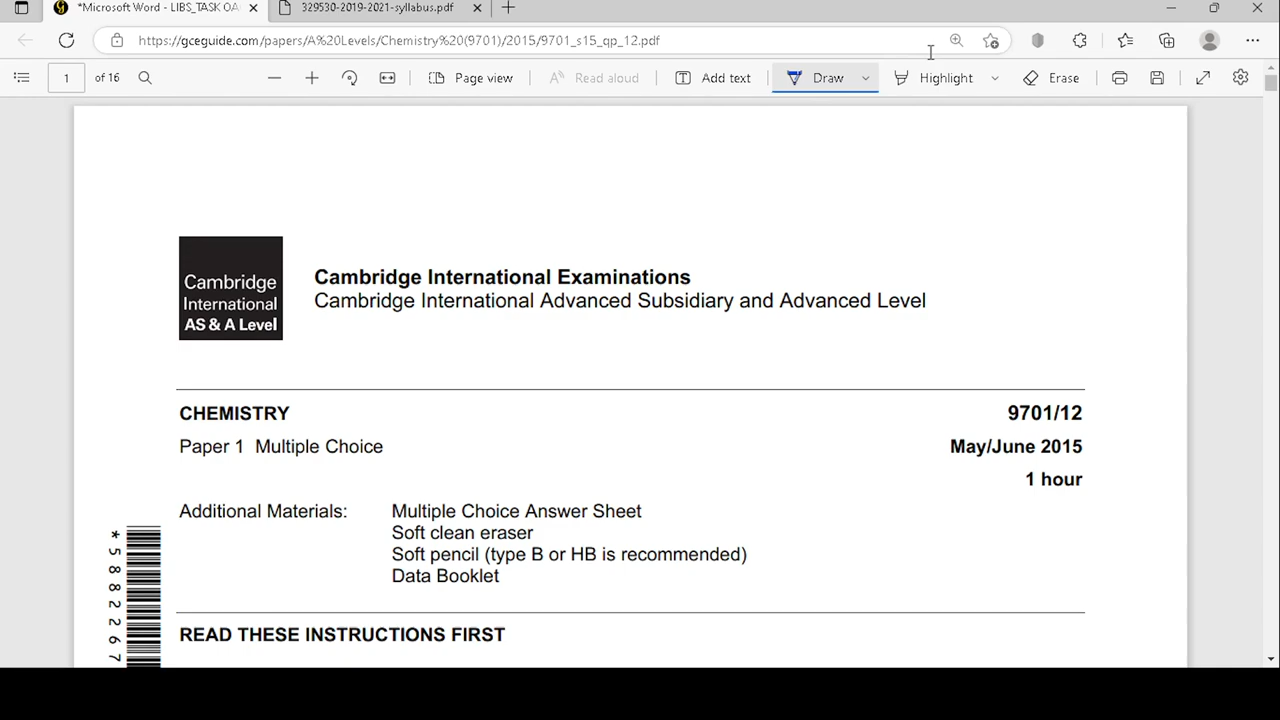 *Microsoft Word - LIBS_TASK OA
329530-2019-2021-syllabus.pdf
https://gceguide.com/papers/A%20Levels/Chemistry%20(9701)/2015/9701_s15_qp_12.pdf
1 of 16
Page view
Read aloud
Add text
Draw
Highlight
Erase
Cambridge
International
AS & A Level
Cambridge International Examinations
Cambridge International Advanced Subsidiary and Advanced Level
CHEMISTRY 9701/12
Paper 1 Multiple Choice May/June 2015
1 hour
Additional Materials: Multiple Choice Answer Sheet
Soft clean eraser
Soft pencil (type B or HB is recommended)
Data Booklet
*5882267
READ THESE INSTRUCTIONS FIRST